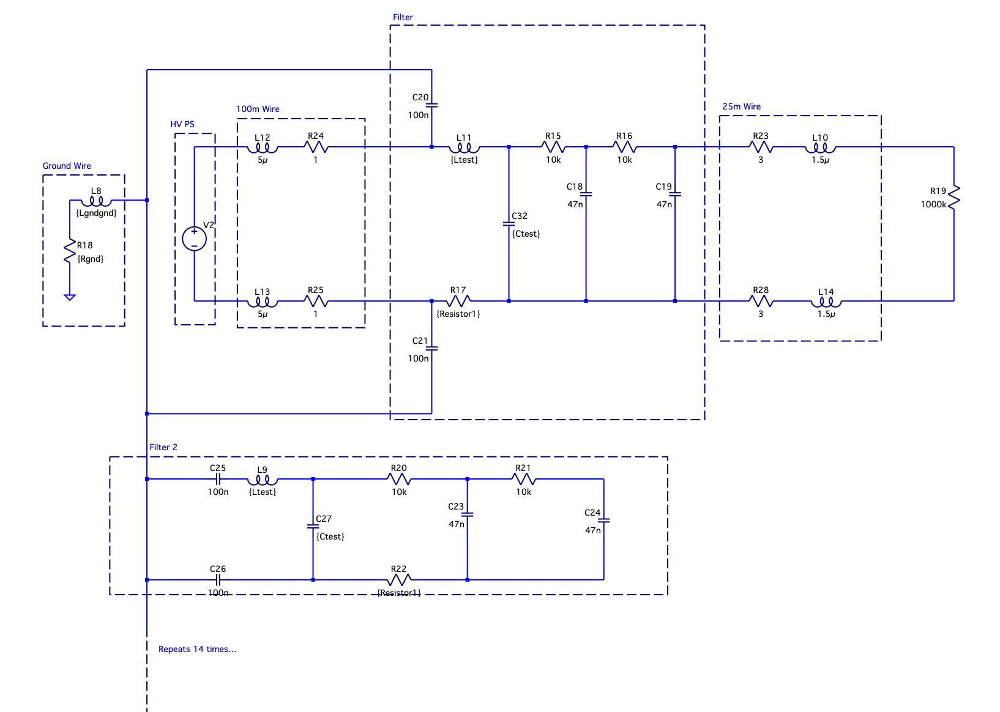 Filter
C20
100n
100m Wire
25m Wire
HV PS
L12
5µ
R24
1
L11
{Ltest}
R15
10k
R16
10k
R23
3
L10
1.5µ
Ground Wire
L8
{Lgndgnd}
C18
47n
C19
47n
R19
1000k
V2
+
−
C32
{Ctest}
R18
{Rgnd}
L13
5µ
R25
1
R17
{Resistor1}
R28
3
L14
1.5µ
C21
100n
Filter 2
C25
100n
L9
{Ltest}
R20
10k
R21
10k
C27
{Ctest}
C23
47n
C24
47n
C26
100n
R22
{Resistor1}
Repeats 14 times...